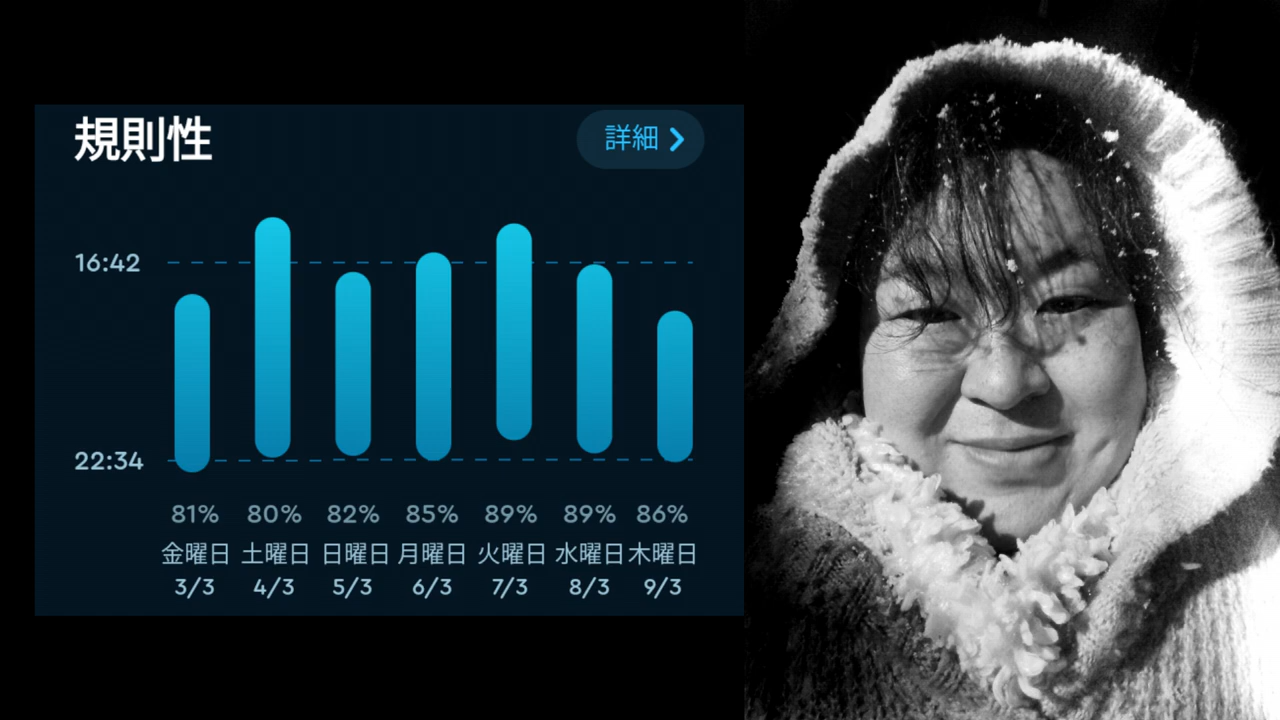 規則性
詳細
16:42
22:34
81% 80% 82% 85% 89% 89% 86%
金曜日 土曜日 日曜日 月曜日 火曜日 水曜日 木曜日
3/3 4/3 5/3 6/3 7/3 8/3 9/3